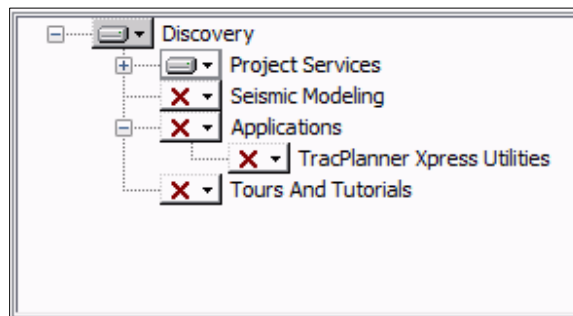 Discovery
Project Services
Seismic Modeling
Applications
TracPlanner Xpress Utilities
Tours And Tutorials